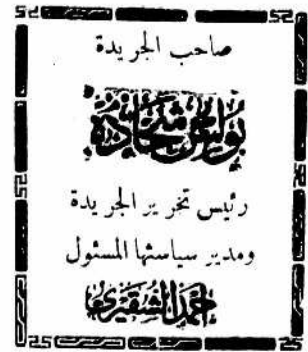 صاحب الجريدة
بولس شحادة
رئيس تحرير الجريدة
ومدير سياستها المسئول
احمد الشقيري